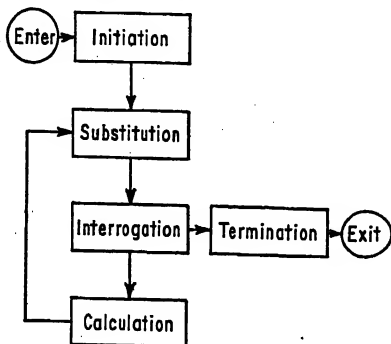 Enter
Initiation
Substitution
Interrogation
Termination
Exit
Calculation